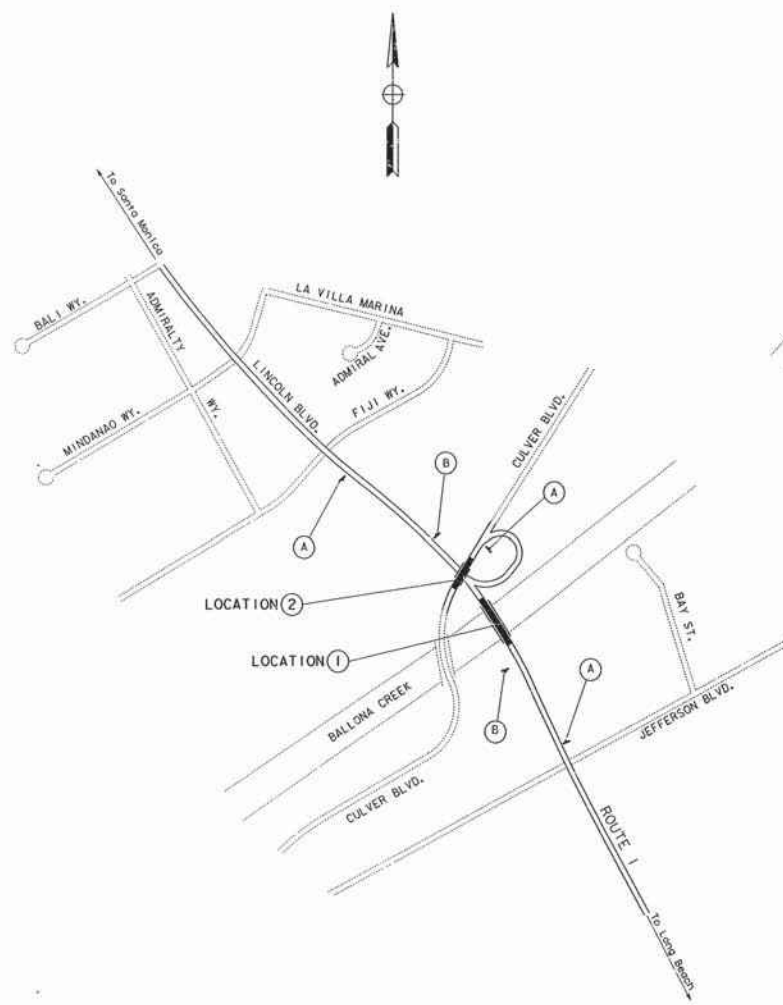 To Santa Monica
LA VILLA MARINA
BALI WY.
ADMIRALTY
WY.
ADMIRAL AVE.
LINCOLN BLVD.
FIJI WY.
MINDANAO WY.
CULVER BLVD.
B
A
A
LOCATION 2
BAY ST.
LOCATION 1
A
BALLONA CREEK
B
JEFFERSON BLVD.
CULVER BLVD.
ROUTE 1
To Long Beach